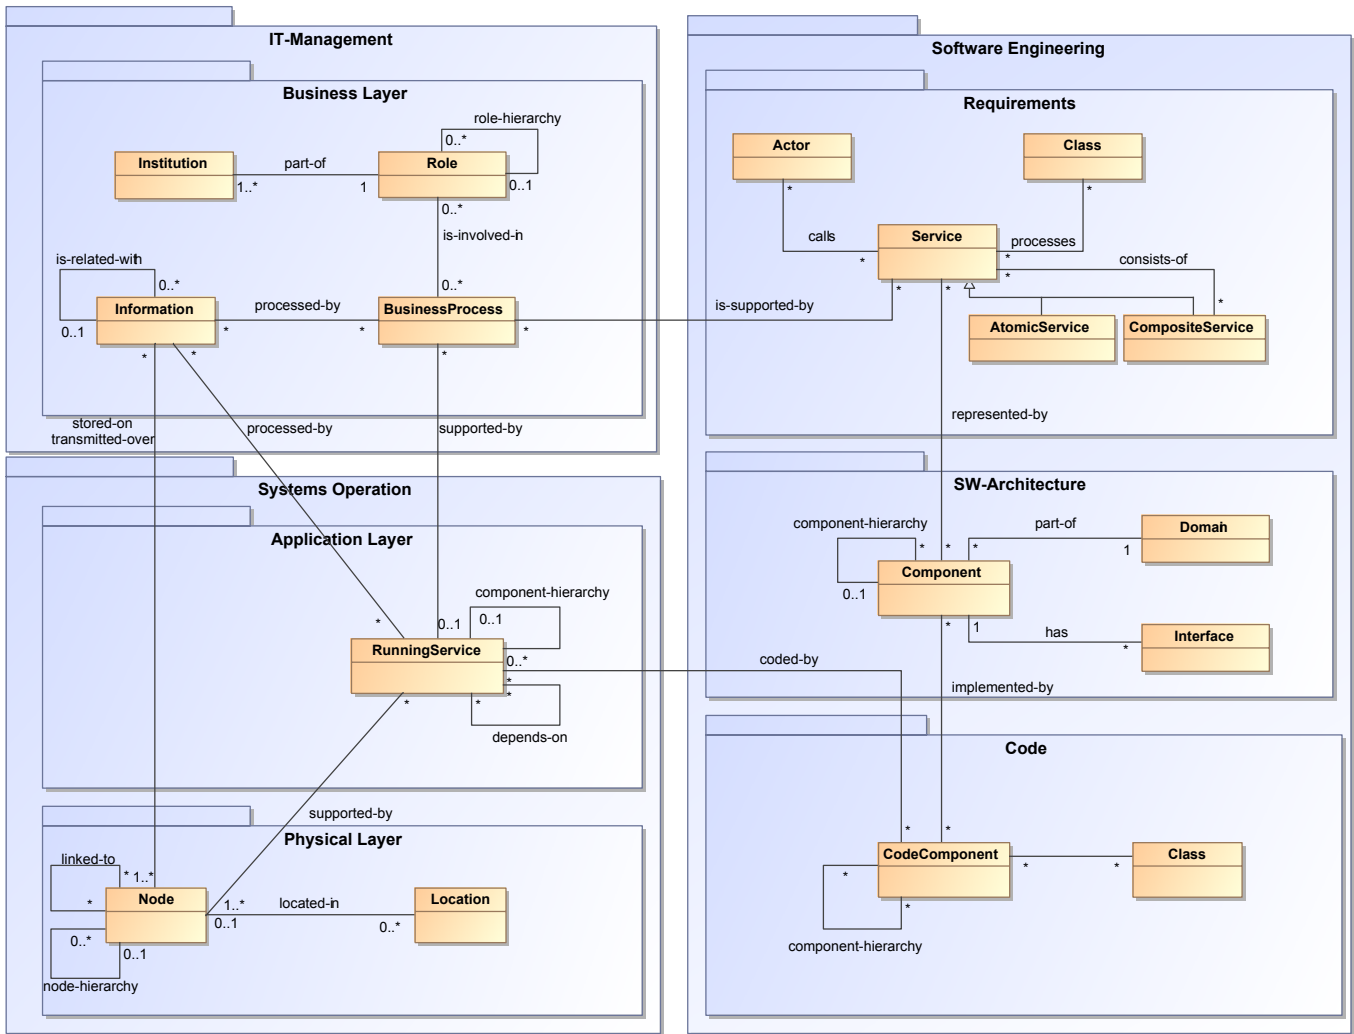 IT-Management
Business Layer
role-hierarchy
0..*
Institution
part-of
Role
1..*
1
0..1
0..*
is-involved-in
is-related-with
0..*
0..*
Information
processed-by
BusinessProcess
0..1
*
*
*
*
*
*
stored-on
transmitted-over
processed-by
supported-by
Systems Operation
Application Layer
component-hierarchy
0..1
*
0..1
RunningService
0..*
*
*
*
*
depends-on
supported-by
Physical Layer
linked-to
*
1..*
Node
*
1..*
located-in
Location
0..1
0..*
0..*
0..1
node-hierarchy
Software Engineering
Requirements
Actor
Class
*
*
calls
Service
processes
*
*
consists-of
*
is-supported-by
*
*
*
AtomicService
CompositeService
represented-by
SW-Architecture
component-hierarchy
part-of
Domain
*
*
*
1
Component
0..1
*
1
has
Interface
*
coded-by
implemented-by
Code
*
*
CodeComponent
Class
*
*
*
*
component-hierarchy